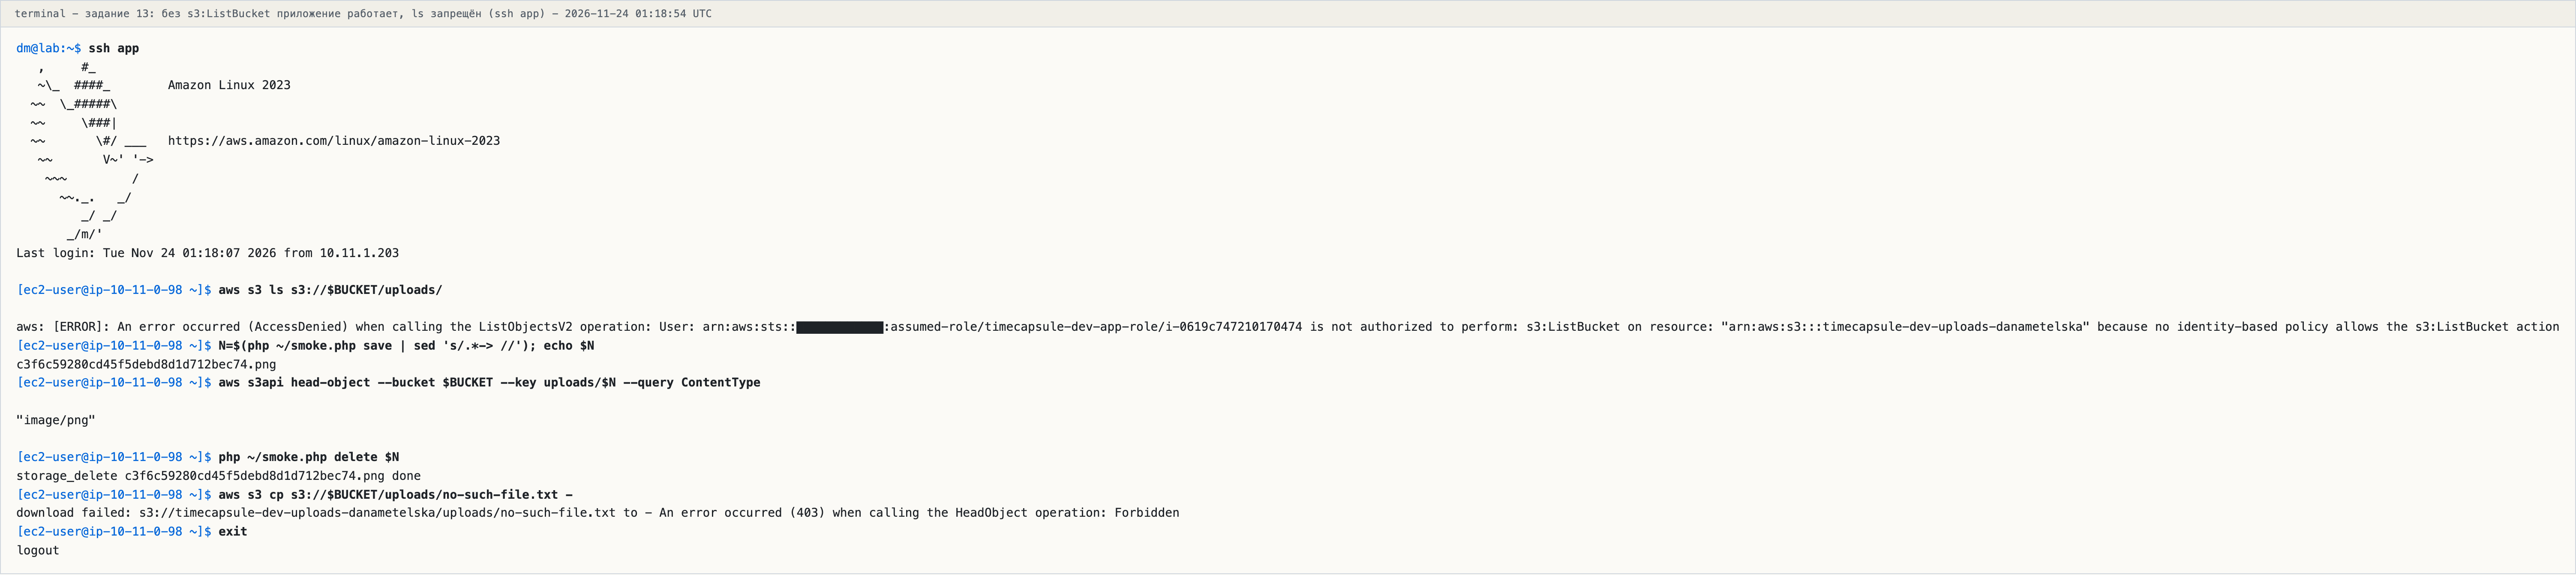 terminal – задание 13: без s3:ListBucket приложение работает, ls запрещён (ssh app) – 2026-11-24 01:18:54 UTC
dm@lab:~$ ssh app
   ,     #_
   ~\_  ####_        Amazon Linux 2023
  ~~  \_#####\
  ~~     \###|
  ~~       \#/ ___   https://aws.amazon.com/linux/amazon-linux-2023
   ~~       V~' '->
    ~~~         /
      ~~._.   _/
         _/ _/
       _/m/'
Last login: Tue Nov 24 01:18:07 2026 from 10.11.1.203
[ec2-user@ip-10-11-0-98 ~]$ aws s3 ls s3://$BUCKET/uploads/
aws: [ERROR]: An error occurred (AccessDenied) when calling the ListObjectsV2 operation: User: arn:aws:sts:::assumed-role/timecapsule-dev-app-role/i-0619c747210170474 is not authorized to perform: s3:ListBucket on resource: "arn:aws:s3:::timecapsule-dev-uploads-danametelska" because no identity-based policy allows the s3:ListBucket action
[ec2-user@ip-10-11-0-98 ~]$ N=$(php ~/smoke.php save | sed 's/.*-> //'); echo $N
c3f6c59280cd45f5debd8d1d712bec74.png
[ec2-user@ip-10-11-0-98 ~]$ aws s3api head-object --bucket $BUCKET --key uploads/$N --query ContentType
"image/png"
[ec2-user@ip-10-11-0-98 ~]$ php ~/smoke.php delete $N
storage_delete c3f6c59280cd45f5debd8d1d712bec74.png done
[ec2-user@ip-10-11-0-98 ~]$ aws s3 cp s3://$BUCKET/uploads/no-such-file.txt -
download failed: s3://timecapsule-dev-uploads-danametelska/uploads/no-such-file.txt to - An error occurred (403) when calling the HeadObject operation: Forbidden
[ec2-user@ip-10-11-0-98 ~]$ exit
logout